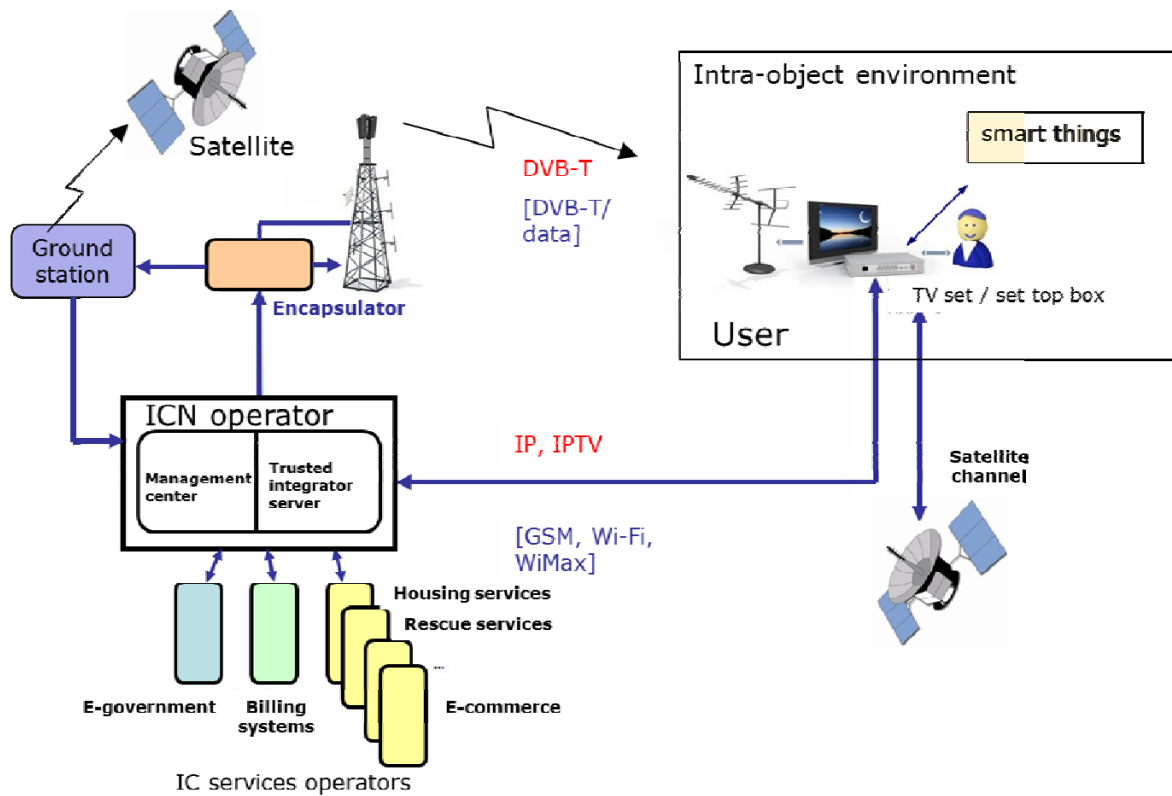 Satellite
Intra-object environment
smart things
DVB-T
[DVB-T/
data]
Ground
station
Encapsulator
TV set / set top box
User
ICN operator
Management
center
Trusted
integrator
server
IP, IPTV
[GSM, Wi-Fi,
WiMax]
Satellite
channel
Housing services
Rescue services
...
E-government
Billing
systems
E-commerce
IC services operators